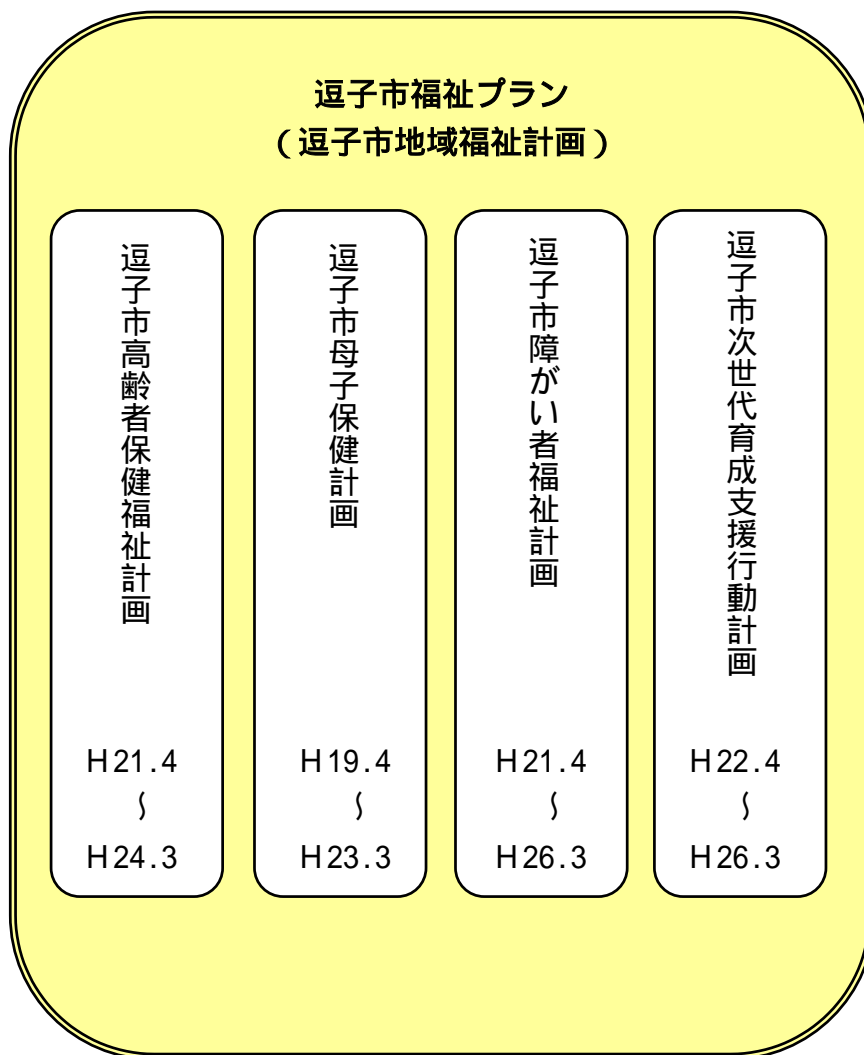 逗子市福祉プラン
（逗子市地域福祉計画）
逗子市高齢者保健福祉計画
H21.4
～
H24.3
逗子市母子保健計画
H19.4
～
H23.3
逗子市障がい者福祉計画
H21.4
～
H26.3
逗子市次世代育成支援行動計画
H22.4
～
H26.3